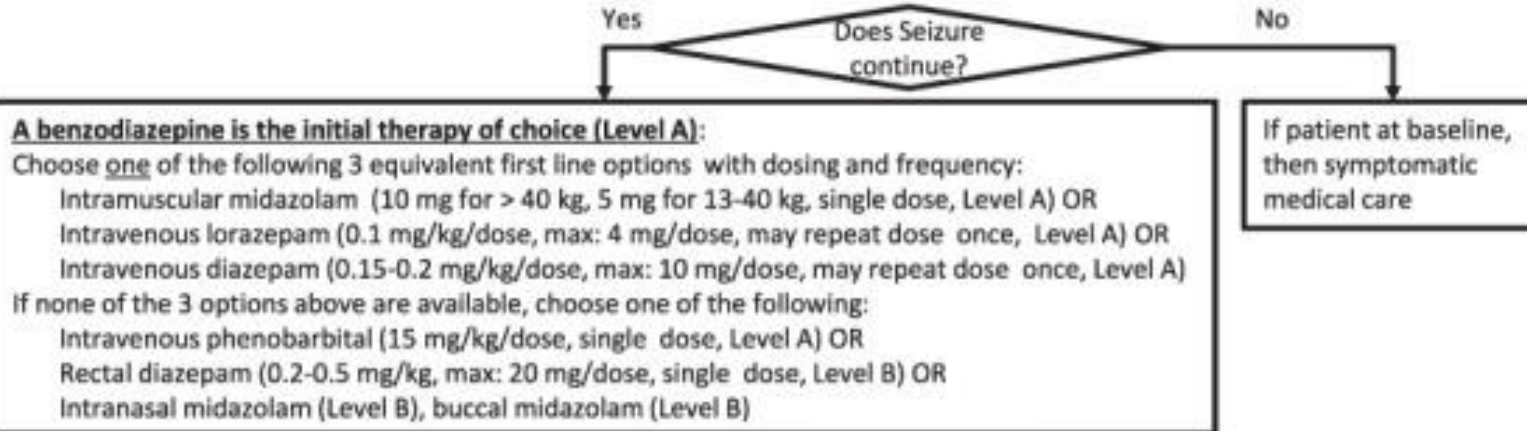 Yes
Does Seizure
continue?
No
A benzodiazepine is the initial therapy of choice (Level A):
Choose one of the following 3 equivalent first line options with dosing and frequency:
Intramuscular midazolam (10 mg for > 40 kg, 5 mg for 13-40 kg, single dose, Level A) OR
Intravenous lorazepam (0.1 mg/kg/dose, max: 4 mg/dose, may repeat dose once, Level A) OR
Intravenous diazepam (0.15-0.2 mg/kg/dose, max: 10 mg/dose, may repeat dose once, Level A)
If none of the 3 options above are available, choose one of the following:
Intravenous phenobarbital (15 mg/kg/dose, single dose, Level A) OR
Rectal diazepam (0.2-0.5 mg/kg, max: 20 mg/dose, single dose, Level B) OR
Intranasal midazolam (Level B), buccal midazolam (Level B)
If patient at baseline,
then symptomatic
medical care